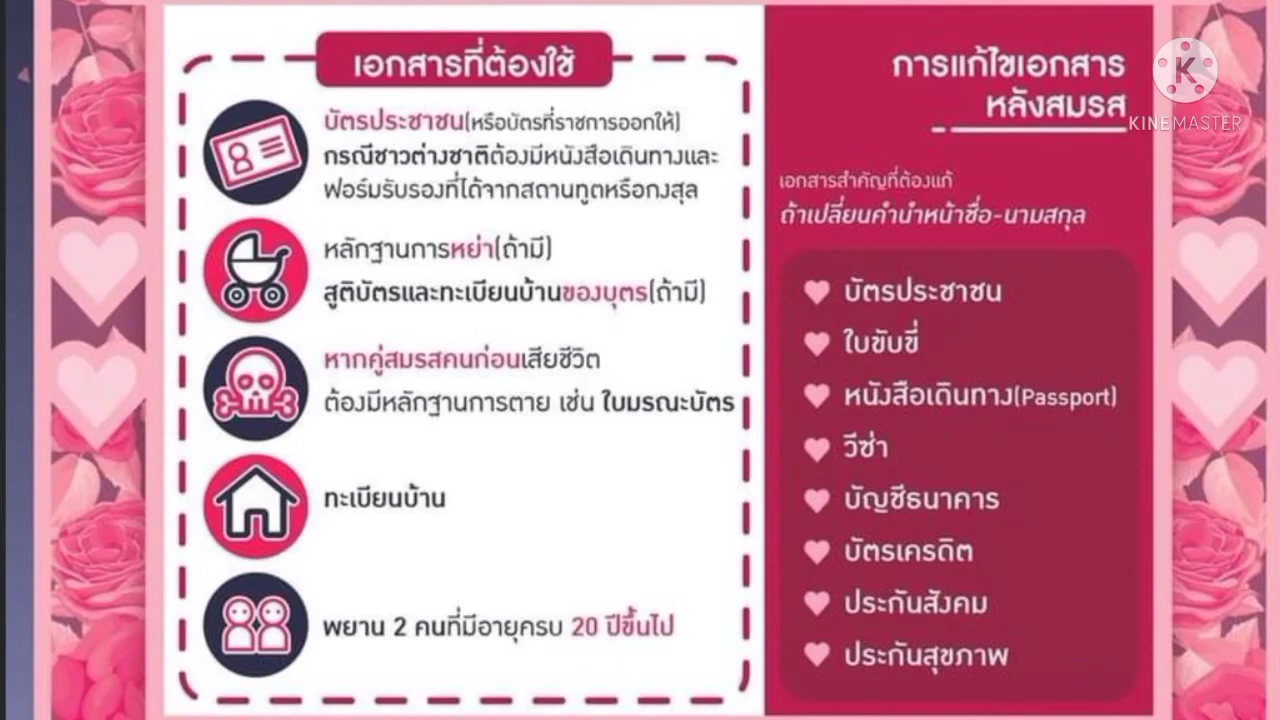 เอกสารที่ต้องใช้
บัตรประชาชน(หรือบัตรที่ราชการออกให้)
กรณีชาวต่างชาติต้องมีหนังสือเดินทางและ
ฟอร์มรับรองที่ได้จากสถานทูตหรือกงสุล
หลักฐานการหย่า(ถ้ามี)
สูติบัตรและทะเบียนบ้านของบุตร(ถ้ามี)
หากคู่สมรสคนก่อนเสียชีวิต
ต้องมีหลักฐานการตาย เช่น ใบมรณะบัตร
ทะเบียนบ้าน
พยาน 2 คนที่มีอายุครบ 20 ปีขึ้นไป
การแก้ไขเอกสาร
หลังสมรส
K
KINEMASTER
เอกสารสำคัญที่ต้องแก้
ถ้าเปลี่ยนคำนำหน้าชื่อ-นามสกุล
บัตรประชาชน
ใบขับขี่
หนังสือเดินทาง(Passport)
วีซ่า
บัญชีธนาคาร
บัตรเครดิต
ประกันสังคม
ประกันสุขภาพ